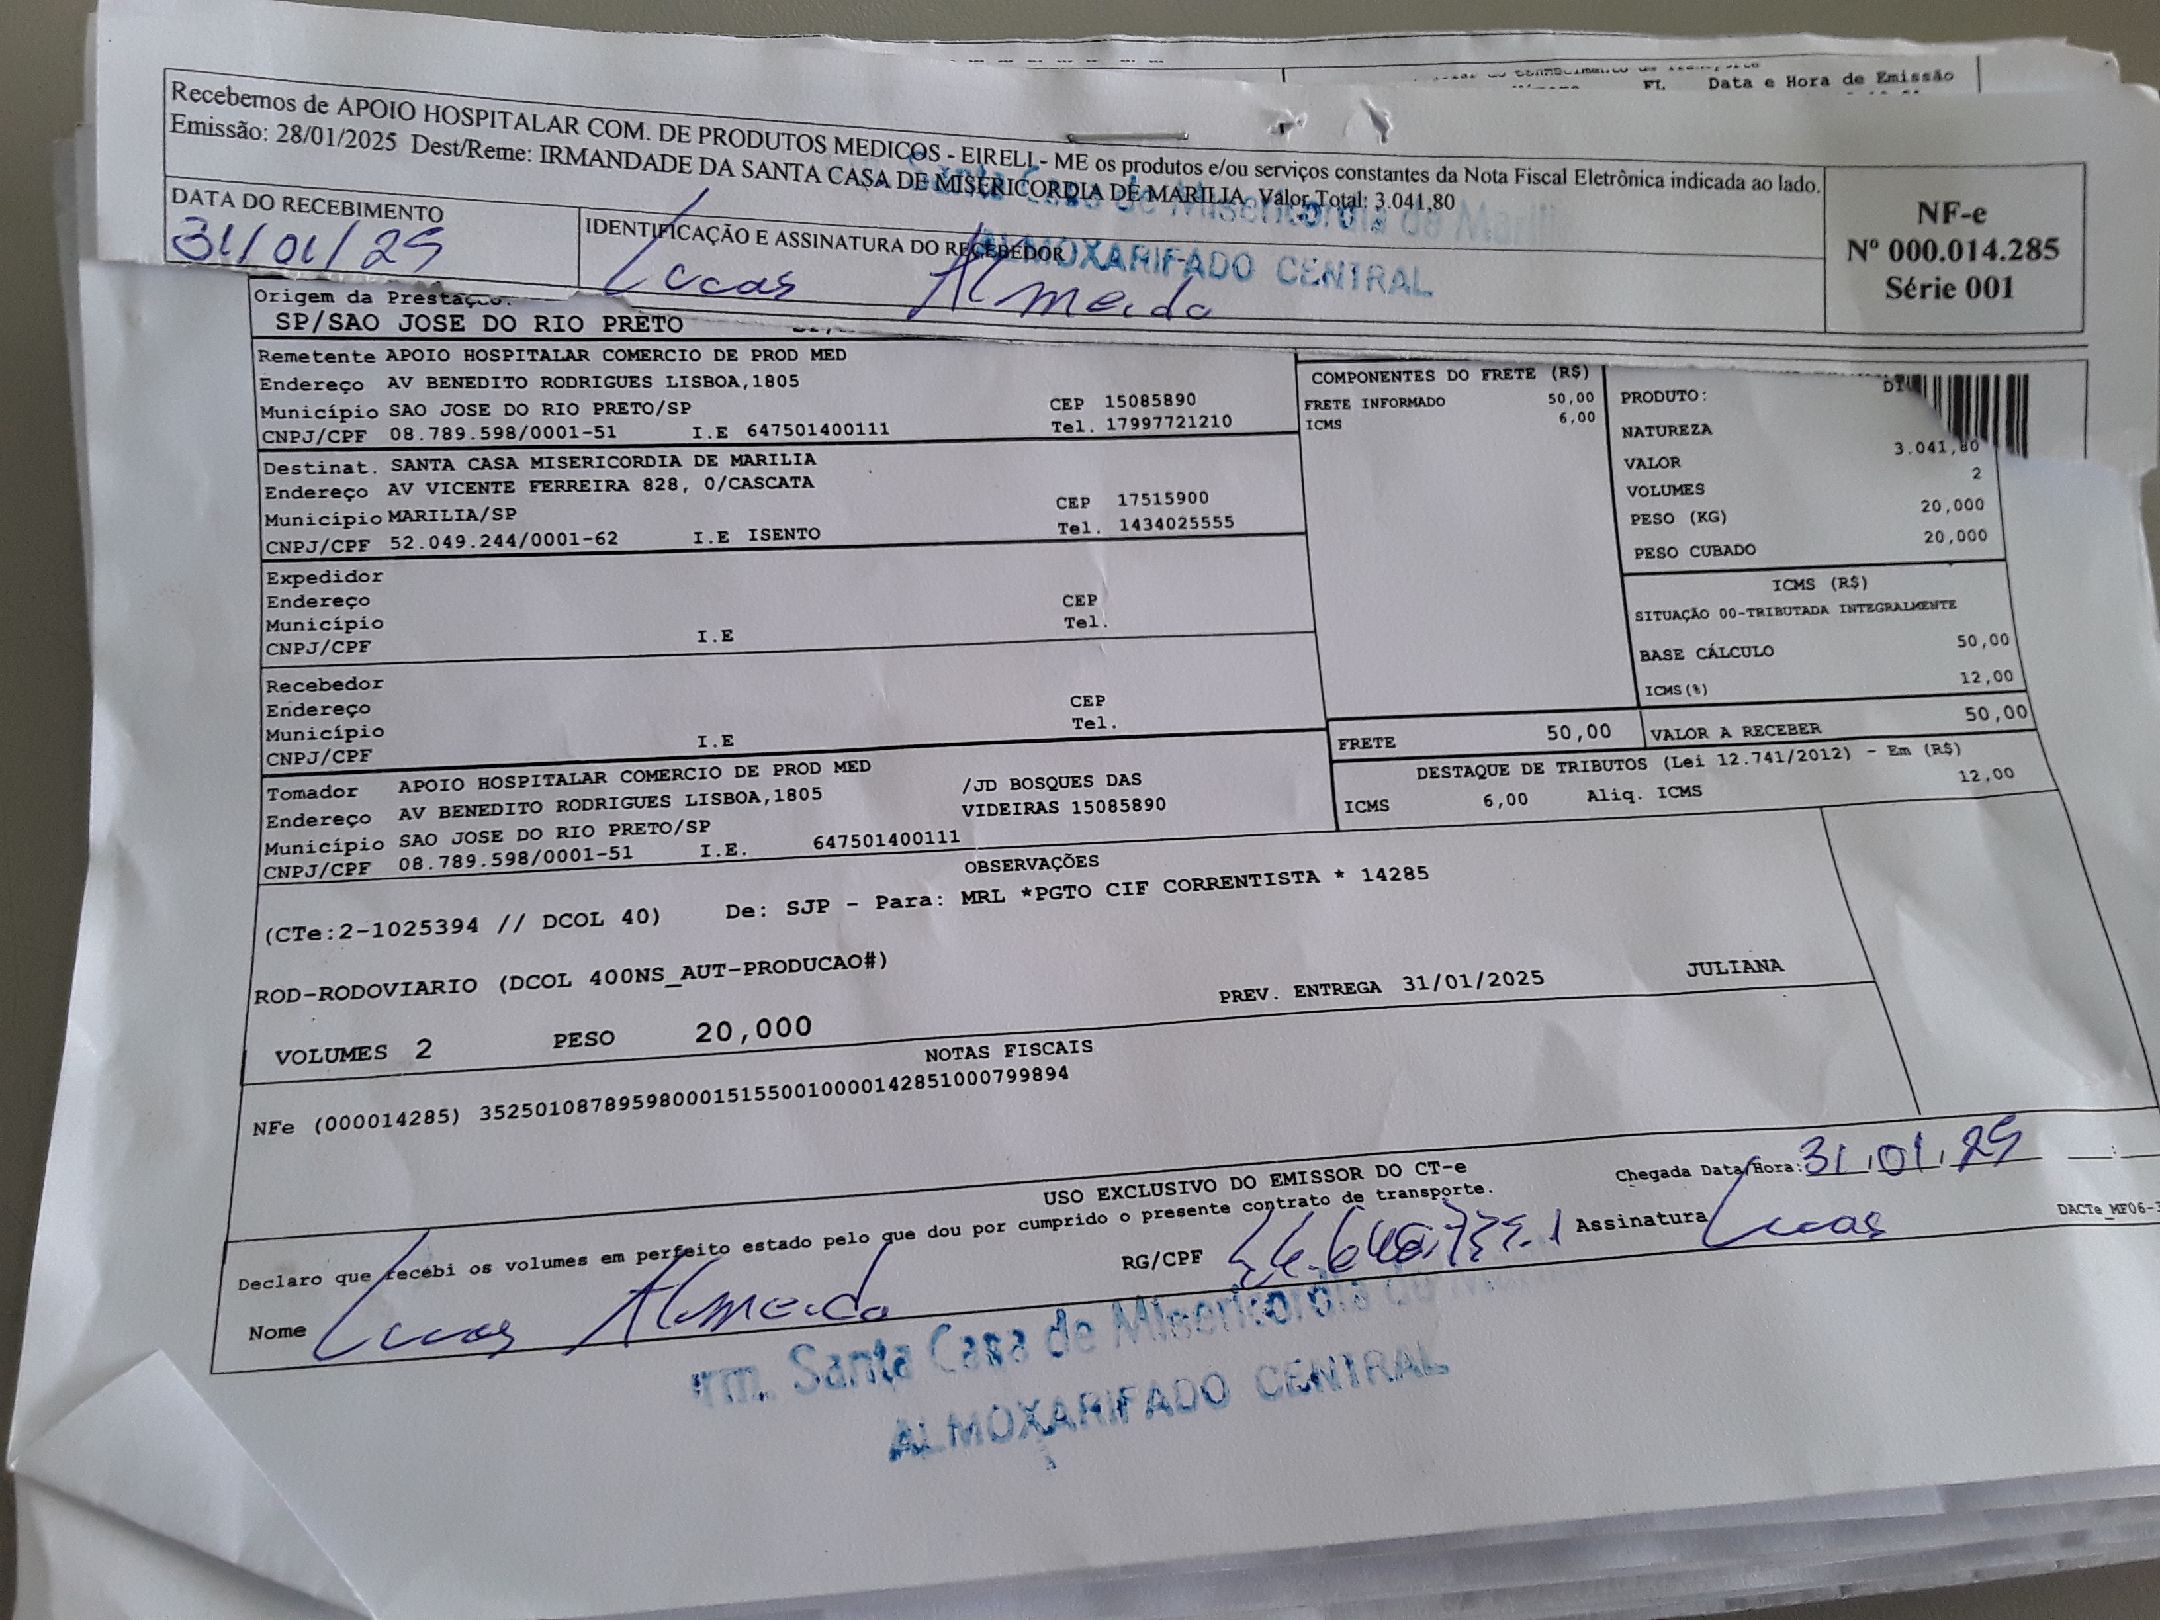 FL. Data e Hora de Emissão
Recebemos de APOIO HOSPITALAR COM. DE PRODUTOS MEDICOS - EIRELI - ME os produtos e/ou serviços constantes da Nota Fiscal Eletrônica indicada ao lado.
Emissão: 28/01/2025 Dest/Reme: IRMANDADE DA SANTA CASA DE MISERICORDIA DE MARILIA Valor Total: 3.041,80
Santa Casa de Misericórdia de Marília
ALMOXARIFADO CENTRAL
DATA DO RECEBIMENTO
31/01/25
IDENTIFICAÇÃO E ASSINATURA DO RECEBEDOR
Lucas Almeida
NF-e
Nº 000.014.285
Série 001
Origem da Prestação:
SP/SAO JOSE DO RIO PRETO
Remetente APOIO HOSPITALAR COMERCIO DE PROD MED
Endereço AV BENEDITO RODRIGUES LISBOA,1805
Município SAO JOSE DO RIO PRETO/SP CEP 15085890
CNPJ/CPF 08.789.598/0001-51 I.E 647501400111 Tel. 17997721210
Destinat. SANTA CASA MISERICORDIA DE MARILIA
Endereço AV VICENTE FERREIRA 828, 0/CASCATA
Município MARILIA/SP CEP 17515900
CNPJ/CPF 52.049.244/0001-62 I.E ISENTO Tel. 1434025555
Expedidor
Endereço CEP
Município Tel.
CNPJ/CPF I.E
Recebedor
Endereço CEP
Município Tel.
CNPJ/CPF I.E
Tomador APOIO HOSPITALAR COMERCIO DE PROD MED
Endereço AV BENEDITO RODRIGUES LISBOA,1805 /JD BOSQUES DAS
Município SAO JOSE DO RIO PRETO/SP VIDEIRAS 15085890
CNPJ/CPF 08.789.598/0001-51 I.E. 647501400111
COMPONENTES DO FRETE (R$)
FRETE INFORMADO 50,00
ICMS 6,00
FRETE 50,00
PRODUTO:
NATUREZA
VALOR 3.041,80
VOLUMES 2
PESO (KG) 20,000
PESO CUBADO 20,000
ICMS (R$)
SITUAÇÃO 00-TRIBUTADA INTEGRALMENTE
BASE CÁLCULO 50,00
ICMS(%) 12,00
VALOR A RECEBER 50,00
DESTAQUE DE TRIBUTOS (Lei 12.741/2012) - Em (R$)
ICMS 6,00 Aliq. ICMS 12,00
OBSERVAÇÕES
(CTe:2-1025394 // DCOL 40) De: SJP - Para: MRL *PGTO CIF CORRENTISTA * 14285
ROD-RODOVIARIO (DCOL 400NS_AUT-PRODUCAO#)
PREV. ENTREGA 31/01/2025 JULIANA
VOLUMES 2 PESO 20,000
NOTAS FISCAIS
NFe (000014285) 35250108789598000151550010000142851000799894
USO EXCLUSIVO DO EMISSOR DO CT-e
Chegada Data/Hora: 31.01.25 __:
Declaro que recebi os volumes em perfeito estado pelo que dou por cumprido o presente contrato de transporte.
Nome Lucas Almeida
RG/CPF
Assinatura Lucas
DACTe_MF06-3
Irm. Santa Casa de Misericórdia de
ALMOXARIFADO CENTRAL